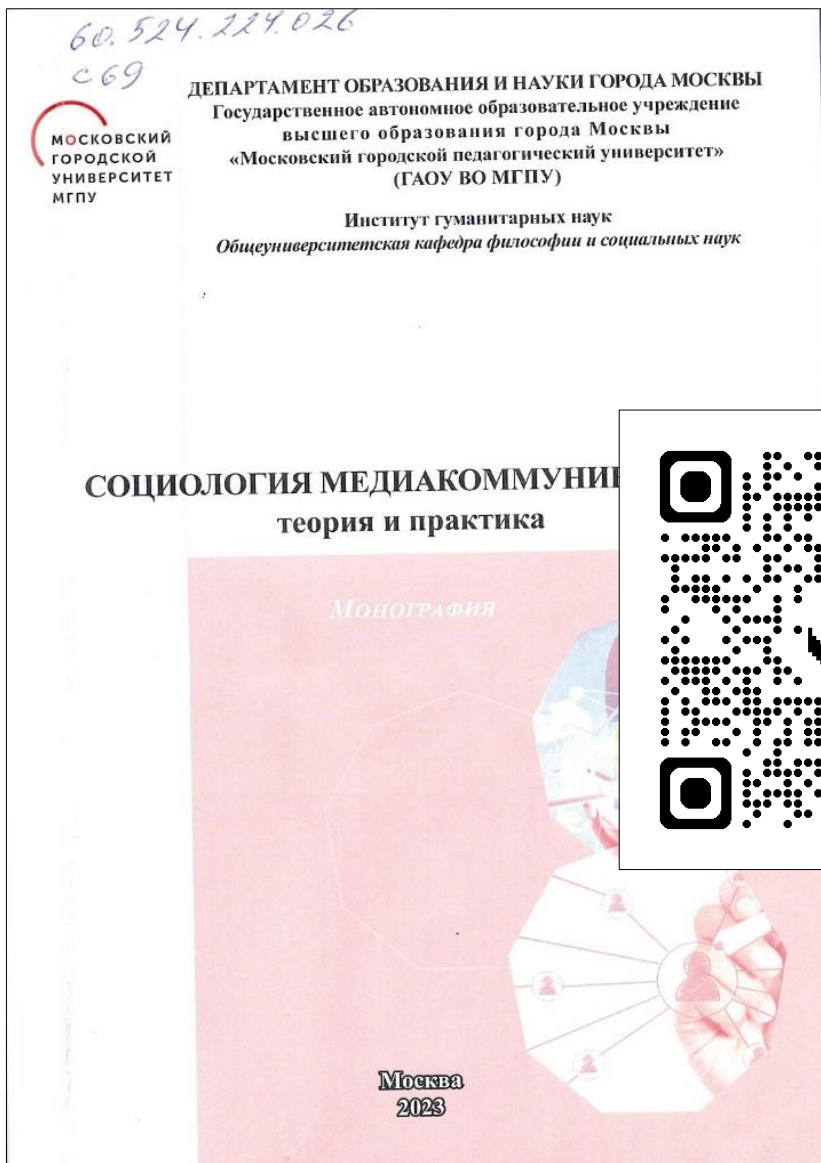 60.524.224.026
С69
ДЕПАРТАМЕНТ ОБРАЗОВАНИЯ И НАУКИ ГОРОДА МОСКВЫ
Государственное автономное образовательное учреждение
высшего образования города Москвы
«Московский городской педагогический университет»
(ГАОУ ВО МГПУ)
МОСКОВСКИЙ
ГОРОДСКОЙ
УНИВЕРСИТЕТ
МГПУ
Институт гуманитарных наук
Общеуниверситетская кафедра философии и социальных наук
СОЦИОЛОГИЯ
теория и практика
МОНОГРАФИЯ
Москва
2023